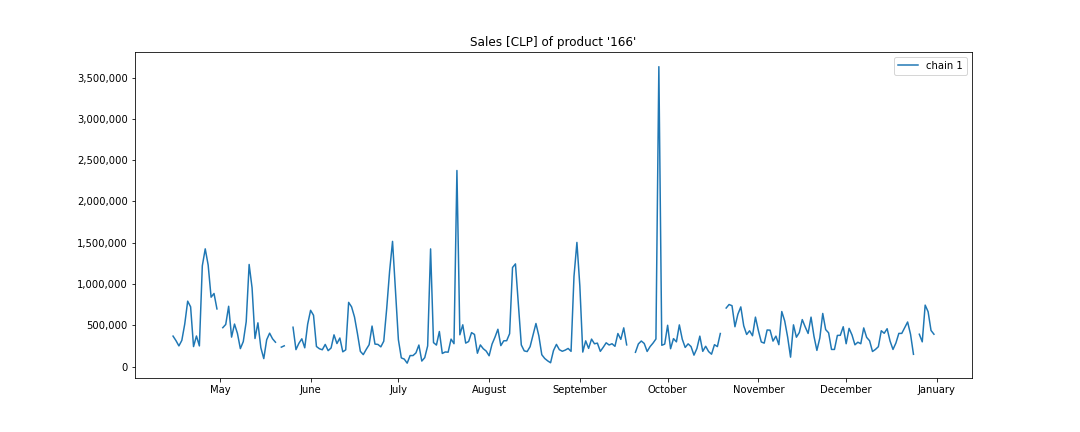 Sales [CLP] of product '166'
chain 1
3,500,000
3,000,000
2,500,000
2,000,000
1,500,000
1,000,000
500,000
0
May June July August September October November December January